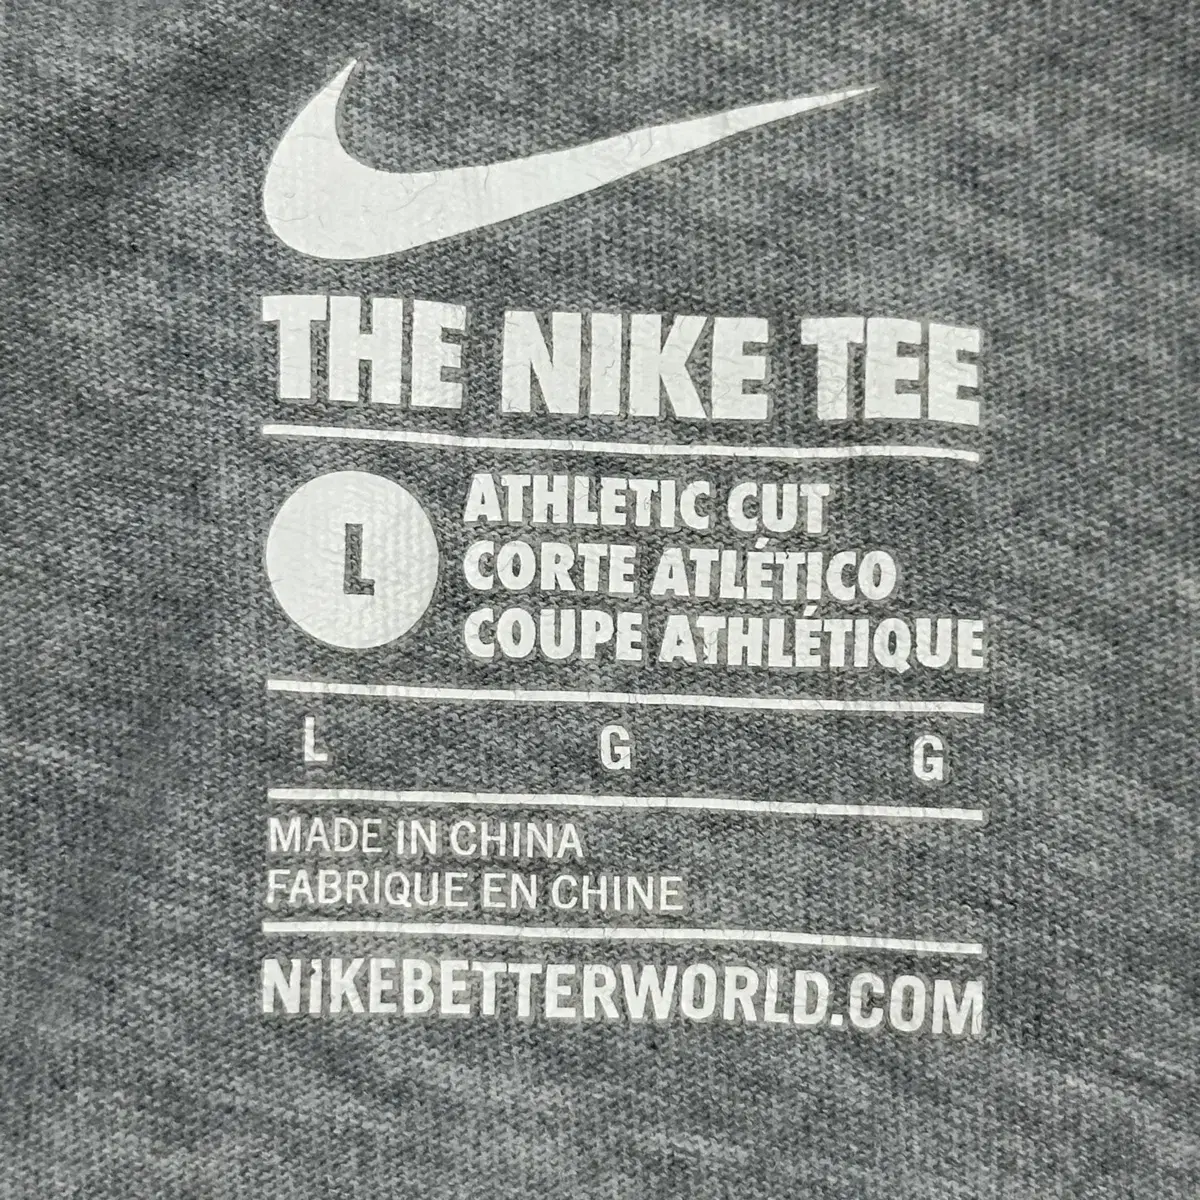 THE NIKE TEE
L
ATHLETIC CUT
CORTE ATLÉTICO
COUPE ATHLÉTIQUE
L G G
MADE IN CHINA
FABRIQUE EN CHINE
NIKEBETTERWORLD.COM